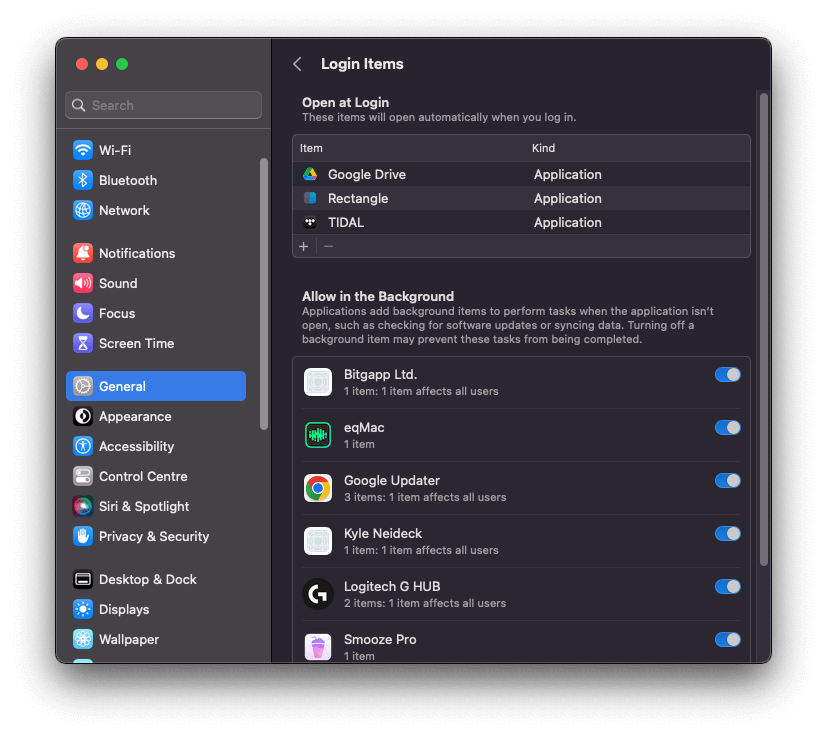 Search
Wi-Fi
Bluetooth
Network
Notifications
Sound
Focus
Screen Time
General
Appearance
Accessibility
Control Centre
Siri & Spotlight
Privacy & Security
Desktop & Dock
Displays
Wallpaper
Login Items
Open at Login
These items will open automatically when you log in.
Item Kind
Google Drive Application
Rectangle Application
TIDAL Application
+ −
Allow in the Background
Applications add background items to perform tasks when the application isn’t
open, such as checking for software updates or syncing data. Turning off a
background item may prevent these tasks from being completed.
Bitgapp Ltd.
1 item: 1 item affects all users
eqMac
1 item
Google Updater
3 items: 1 item affects all users
Kyle Neideck
1 item: 1 item affects all users
Logitech G HUB
2 items: 1 item affects all users
Smooze Pro
1 item